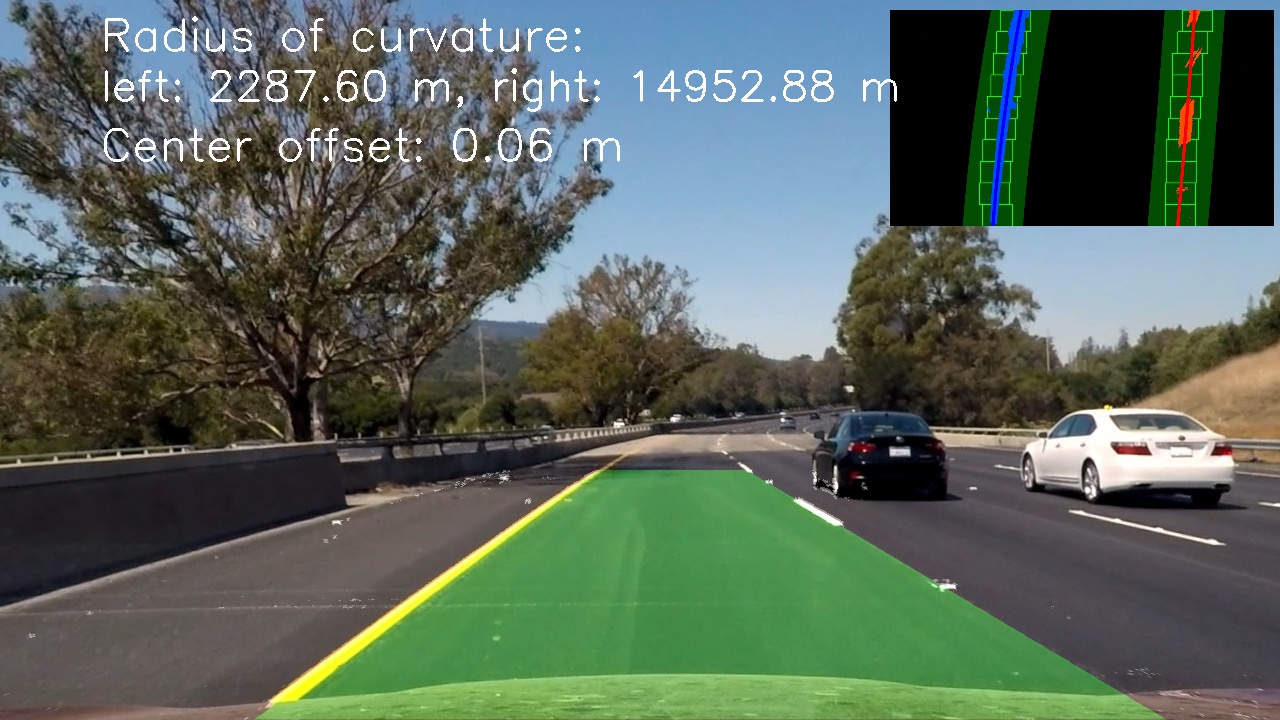 Radius of curvature:
left: 2287.60 m, right: 14952.88 m
Center offset: 0.06 m